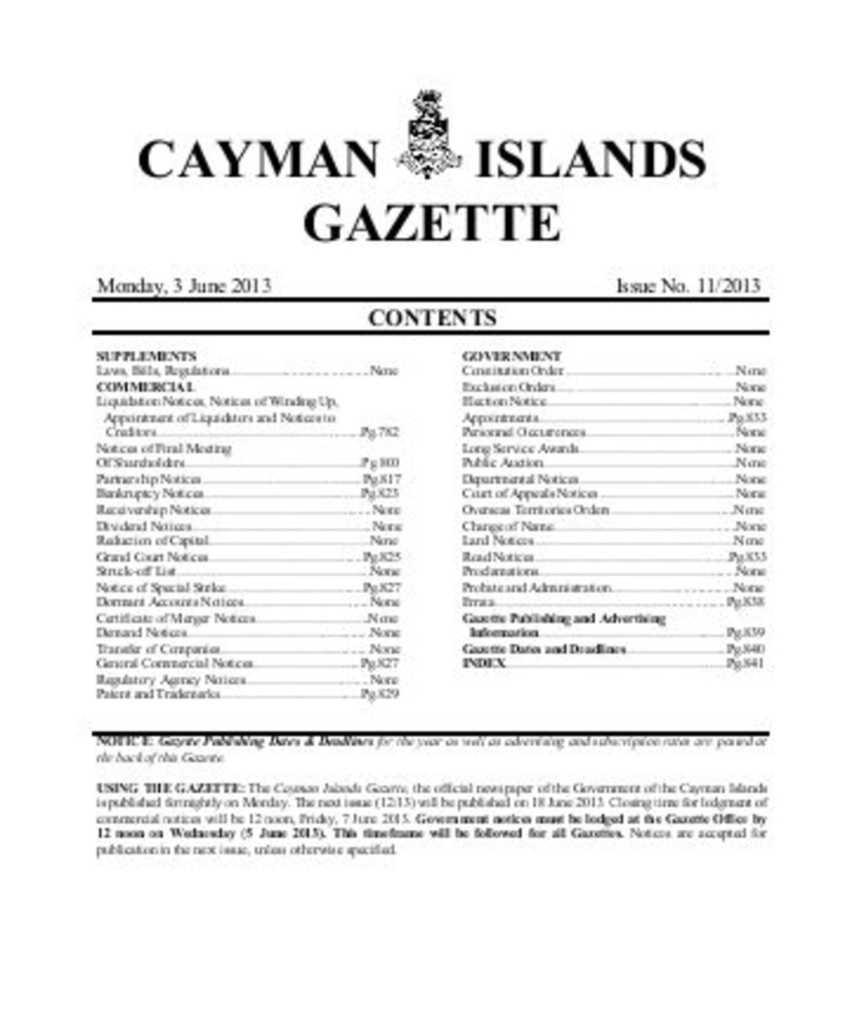 CAYMAN ISLANDS
GAZETTE
Monday, 3 June 2013 Issue No. 11/2013
CONTENTS
SUPPLEMENTS
Laws, Bills, Regulations None
COMMERCIAL
Liquidation Notices, Notices of Winding Up,
Appointment of Liquidators and Notices to
Creditors Pg.782
Notices of Final Meeting
Of Shareholders Pg.800
Partnership Notices Pg.817
Bankruptcy Notices Pg.823
Receivership Notices None
Dividend Notices None
Reduction of Capital None
Grand Court Notices Pg.825
Struck-off List None
Notice of Special Strike Pg.827
Dormant Accounts Notices None
Certificate of Merger Notices None
Demand Notices None
Transfer of Companies None
General Commercial Notices Pg.827
Regulatory Agency Notices None
Patent and Trademarks Pg.829
GOVERNMENT
Constitution Order None
Exclusion Orders None
Election Notice None
Appointments Pg.833
Personnel Occurrences None
Long Service Awards None
Public Auction None
Departmental Notices None
Court of Appeals Notices None
Overseas Territories Orders None
Change of Name None
Land Notices None
Road Notices Pg.833
Proclamations None
Probate and Administration None
Errata Pg.838
Gazette Publishing and Advertising
Information Pg.839
Gazette Dates and Deadlines Pg.840
INDEX Pg.841
NOTICE: Gazette Publishing Dates & Deadlines for the year as well as advertising and subscription rates are posted at
the back of this Gazette.
USING THE GAZETTE: The Cayman Islands Gazette, the official newspaper of the Government of the Cayman Islands
is published fortnightly on Monday. The next issue (12/13) will be published on 18 June 2013. Closing time for lodgment of
commercial notices will be 12 noon, Friday, 7 June 2013. Government notices must be lodged at the Gazette Office by
12 noon on Wednesday (5 June 2013). This timeframe will be followed for all Gazettes. Notices are accepted for
publication in the next issue, unless otherwise specified.